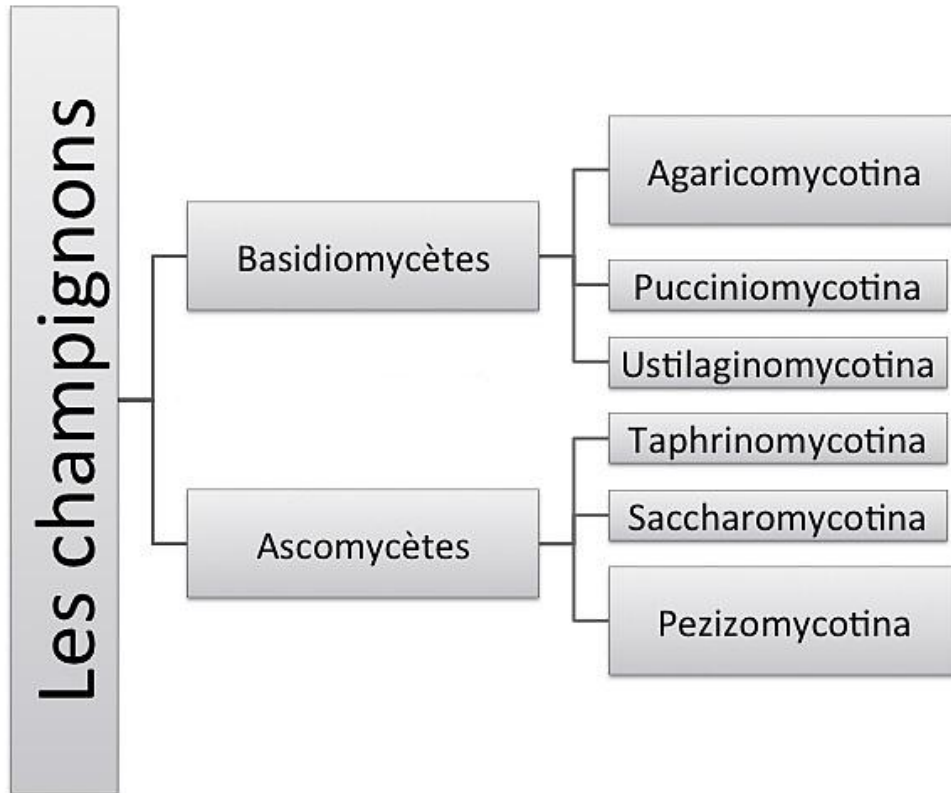 Les champignons
Basidiomycètes
Agaricomycotina
Pucciniomycotina
Ustilaginomycotina
Ascomycètes
Taphrinomycotina
Saccharomycotina
Pezizomycotina